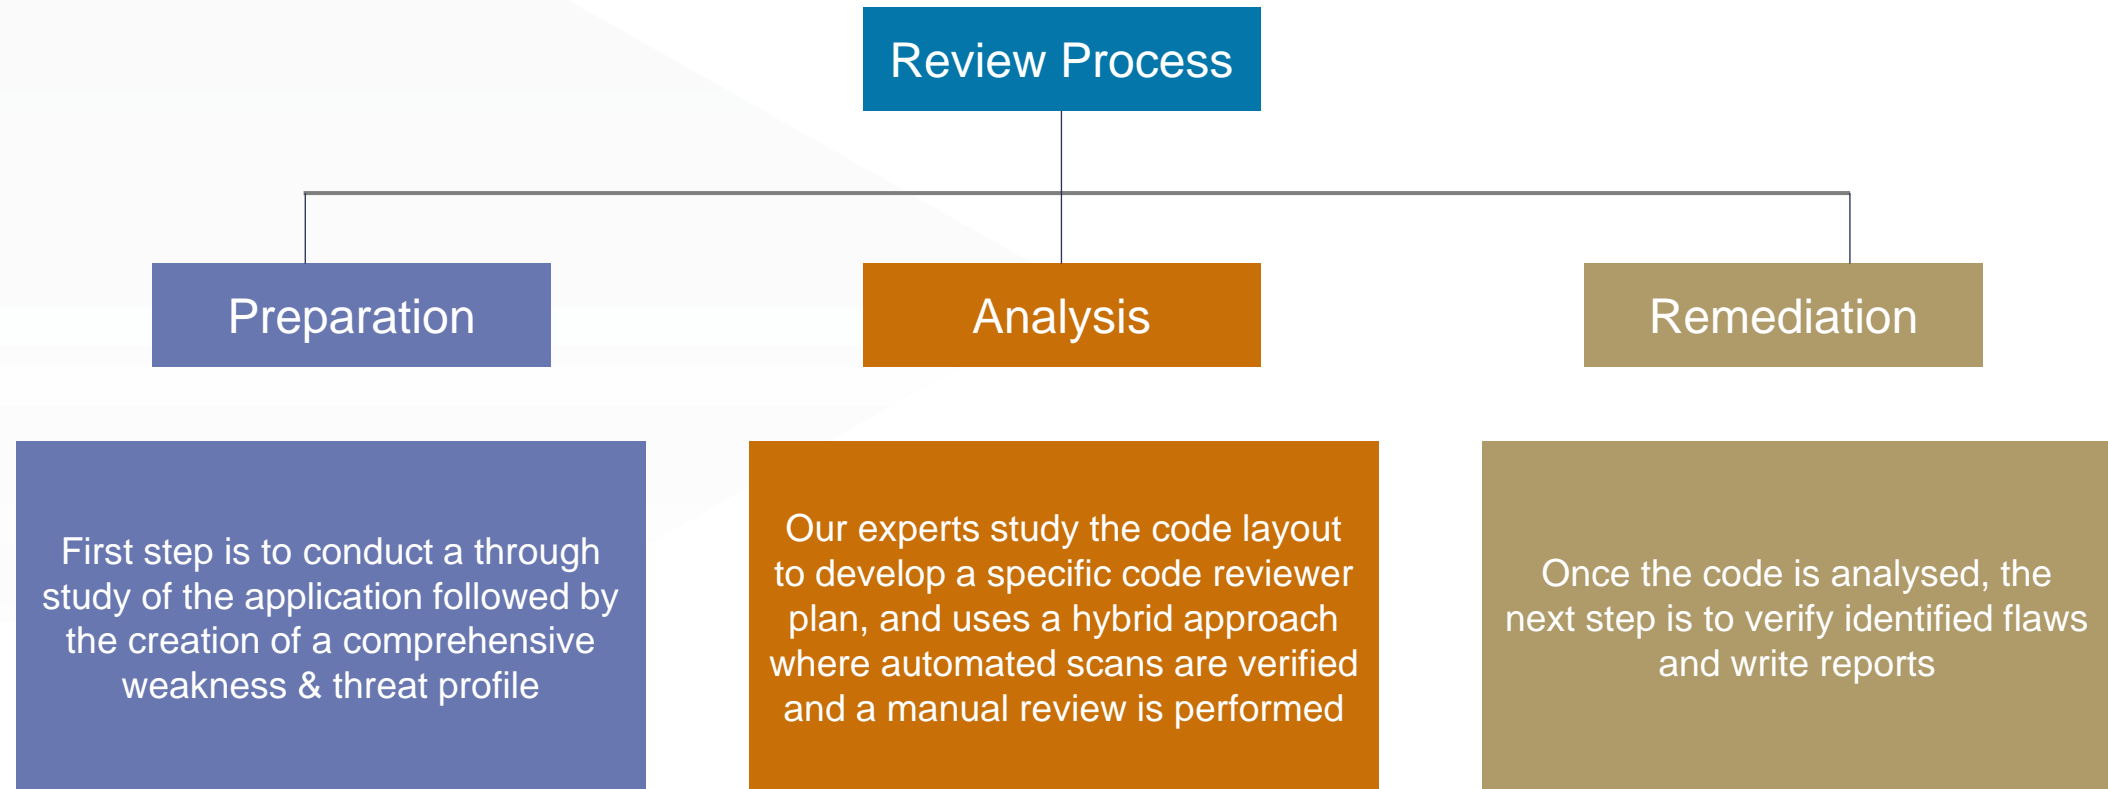 Review Process
Preparation
Analysis
Remediation
First step is to conduct a through
study of the application followed by
the creation of a comprehensive
weakness & threat profile
Our experts study the code layout
to develop a specific code reviewer
plan, and uses a hybrid approach
where automated scans are verified
and a manual review is performed
Once the code is analysed, the
next step is to verify identified flaws
and write reports